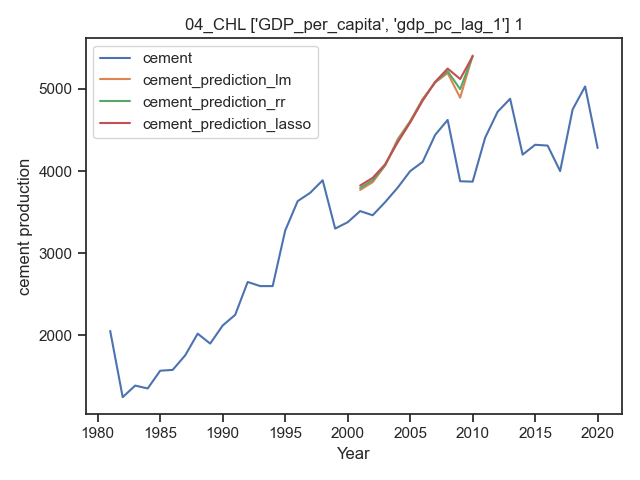 04_CHL ['GDP_per_capita', 'gdp_pc_lag_1'] 1
cement
cement_prediction_lm
cement_prediction_rr
cement_prediction_lasso
5000
4000
3000
2000
cement production
1980 1985 1990 1995 2000 2005 2010 2015 2020
Year